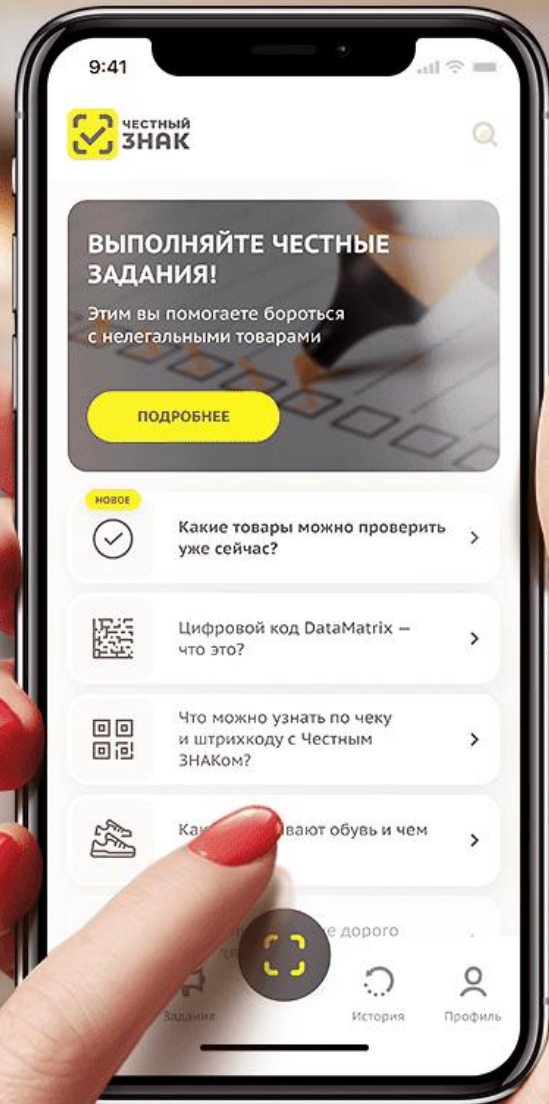 9:41
ЧЕСТНЫЙ
ЗНАК
ВЫПОЛНЯЙТЕ ЧЕСТНЫЕ
ЗАДАНИЯ!
Этим вы помогаете бороться
с нелегальными товарами
ПОДРОБНЕЕ
НОВОЕ
Какие товары можно проверить
уже сейчас?
Цифровой код DataMatrix —
что это?
Что можно узнать по чеку
и штрихкоду с Честным
ЗНАКом?
обувь и чем
дорого
Задания
История
Профиль